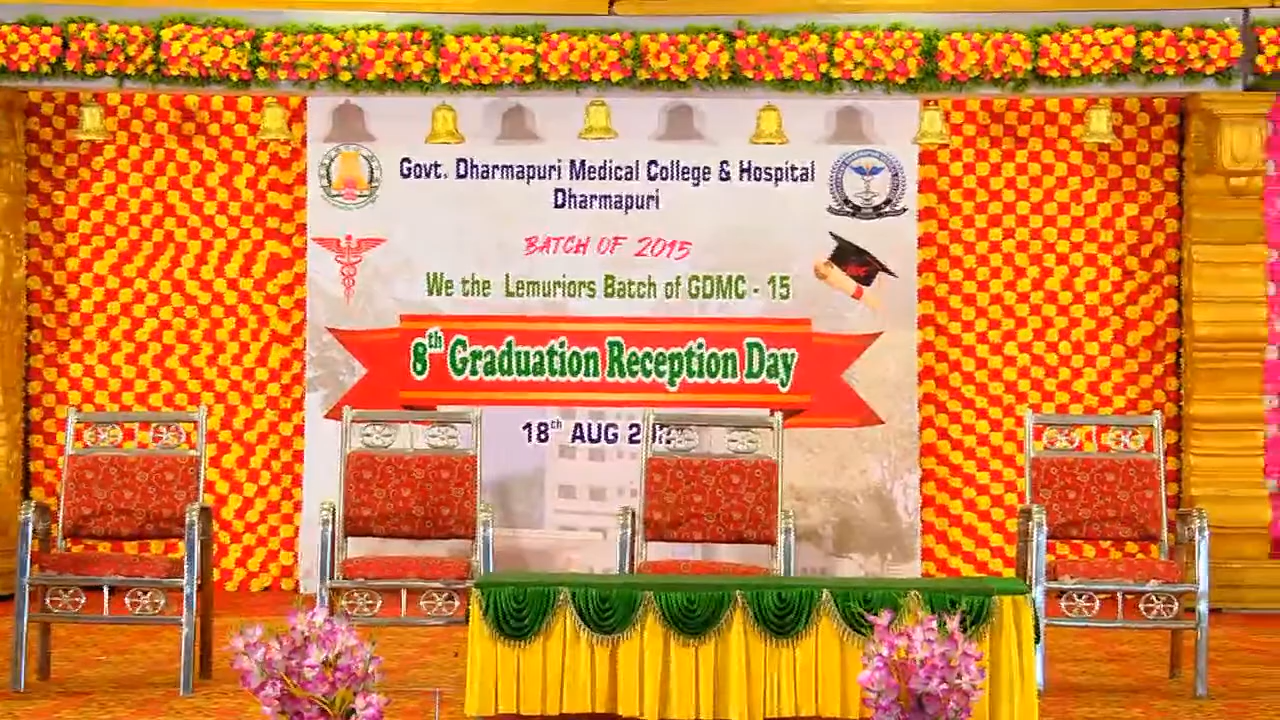 Govt. Dharmapuri Medical College & Hospital
Dharmapuri
BATCH OF 2015
We the Lemuriors Batch of GDMC - 15
8th Graduation Reception Day
18th AUG